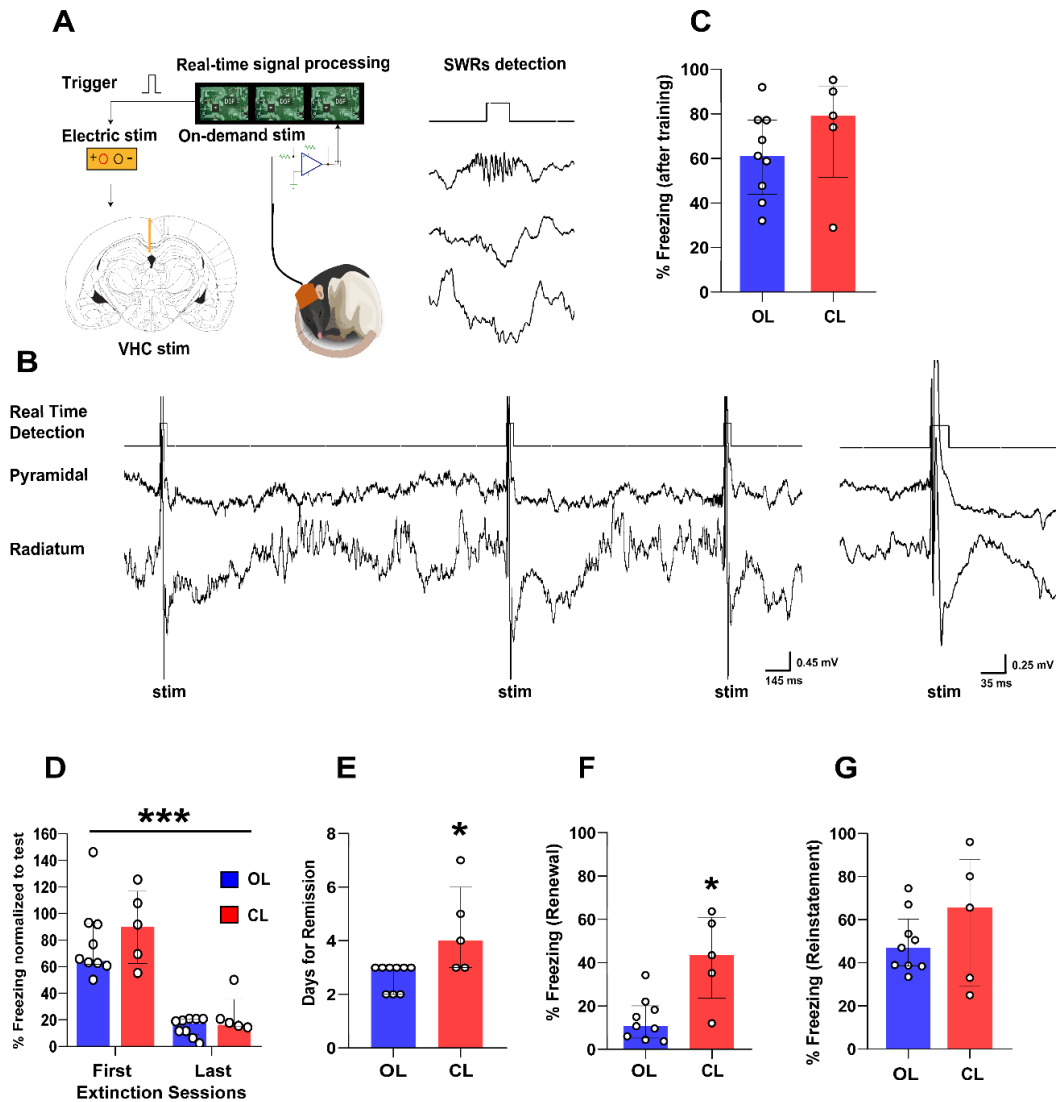 A
Trigger
Real-time signal processing
SWRs detection
DSP DSP DSP
Electric stim
On-demand stim
+ -
VHC stim
C
% Freezing (after training)
100
80
60
40
20
0
OL CL
B
Real Time
Detection
Pyramidal
Radiatum
0.45 mV
145 ms
0.25 mV
35 ms
stim stim stim stim
D
% Freezing normalized to test
160
140
120
100
80
60
40
20
0
***
OL
CL
First Last
Extinction Sessions
E
Days for Remission
8
6
4
2
0
*
OL CL
F
% Freezing (Renewal)
100
80
60
40
20
0
*
OL CL
G
% Freezing (Reinstatement)
100
80
60
40
20
0
OL CL